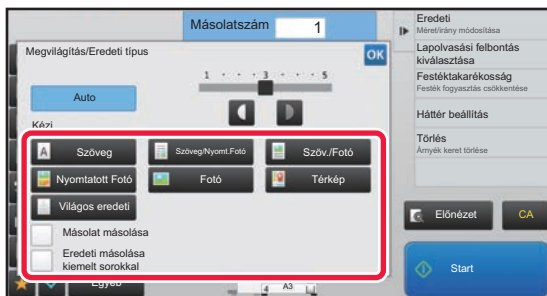 Másolatszám
1
Megvilágítás/Eredeti típus
OK
1 · · · 3 · · · 5
Auto
Kézi
A
Szöveg
Szöveg/Nyomt.Fotó
Szöv./Fotó
Nyomtatott Fotó
Fotó
Térkép
Világos eredeti
Másolat másolása
Eredeti másolása
kiemelt sorokkal
Egyéb
4
A3
Eredeti
Méret/irány módosítása
Lapolvasási felbontás
kiválasztása
Festéktakarékosság
Festék fogyasztás csökkentése
Háttér beállítás
Törlés
Árnyék keret törlése
Előnézet
CA
Start